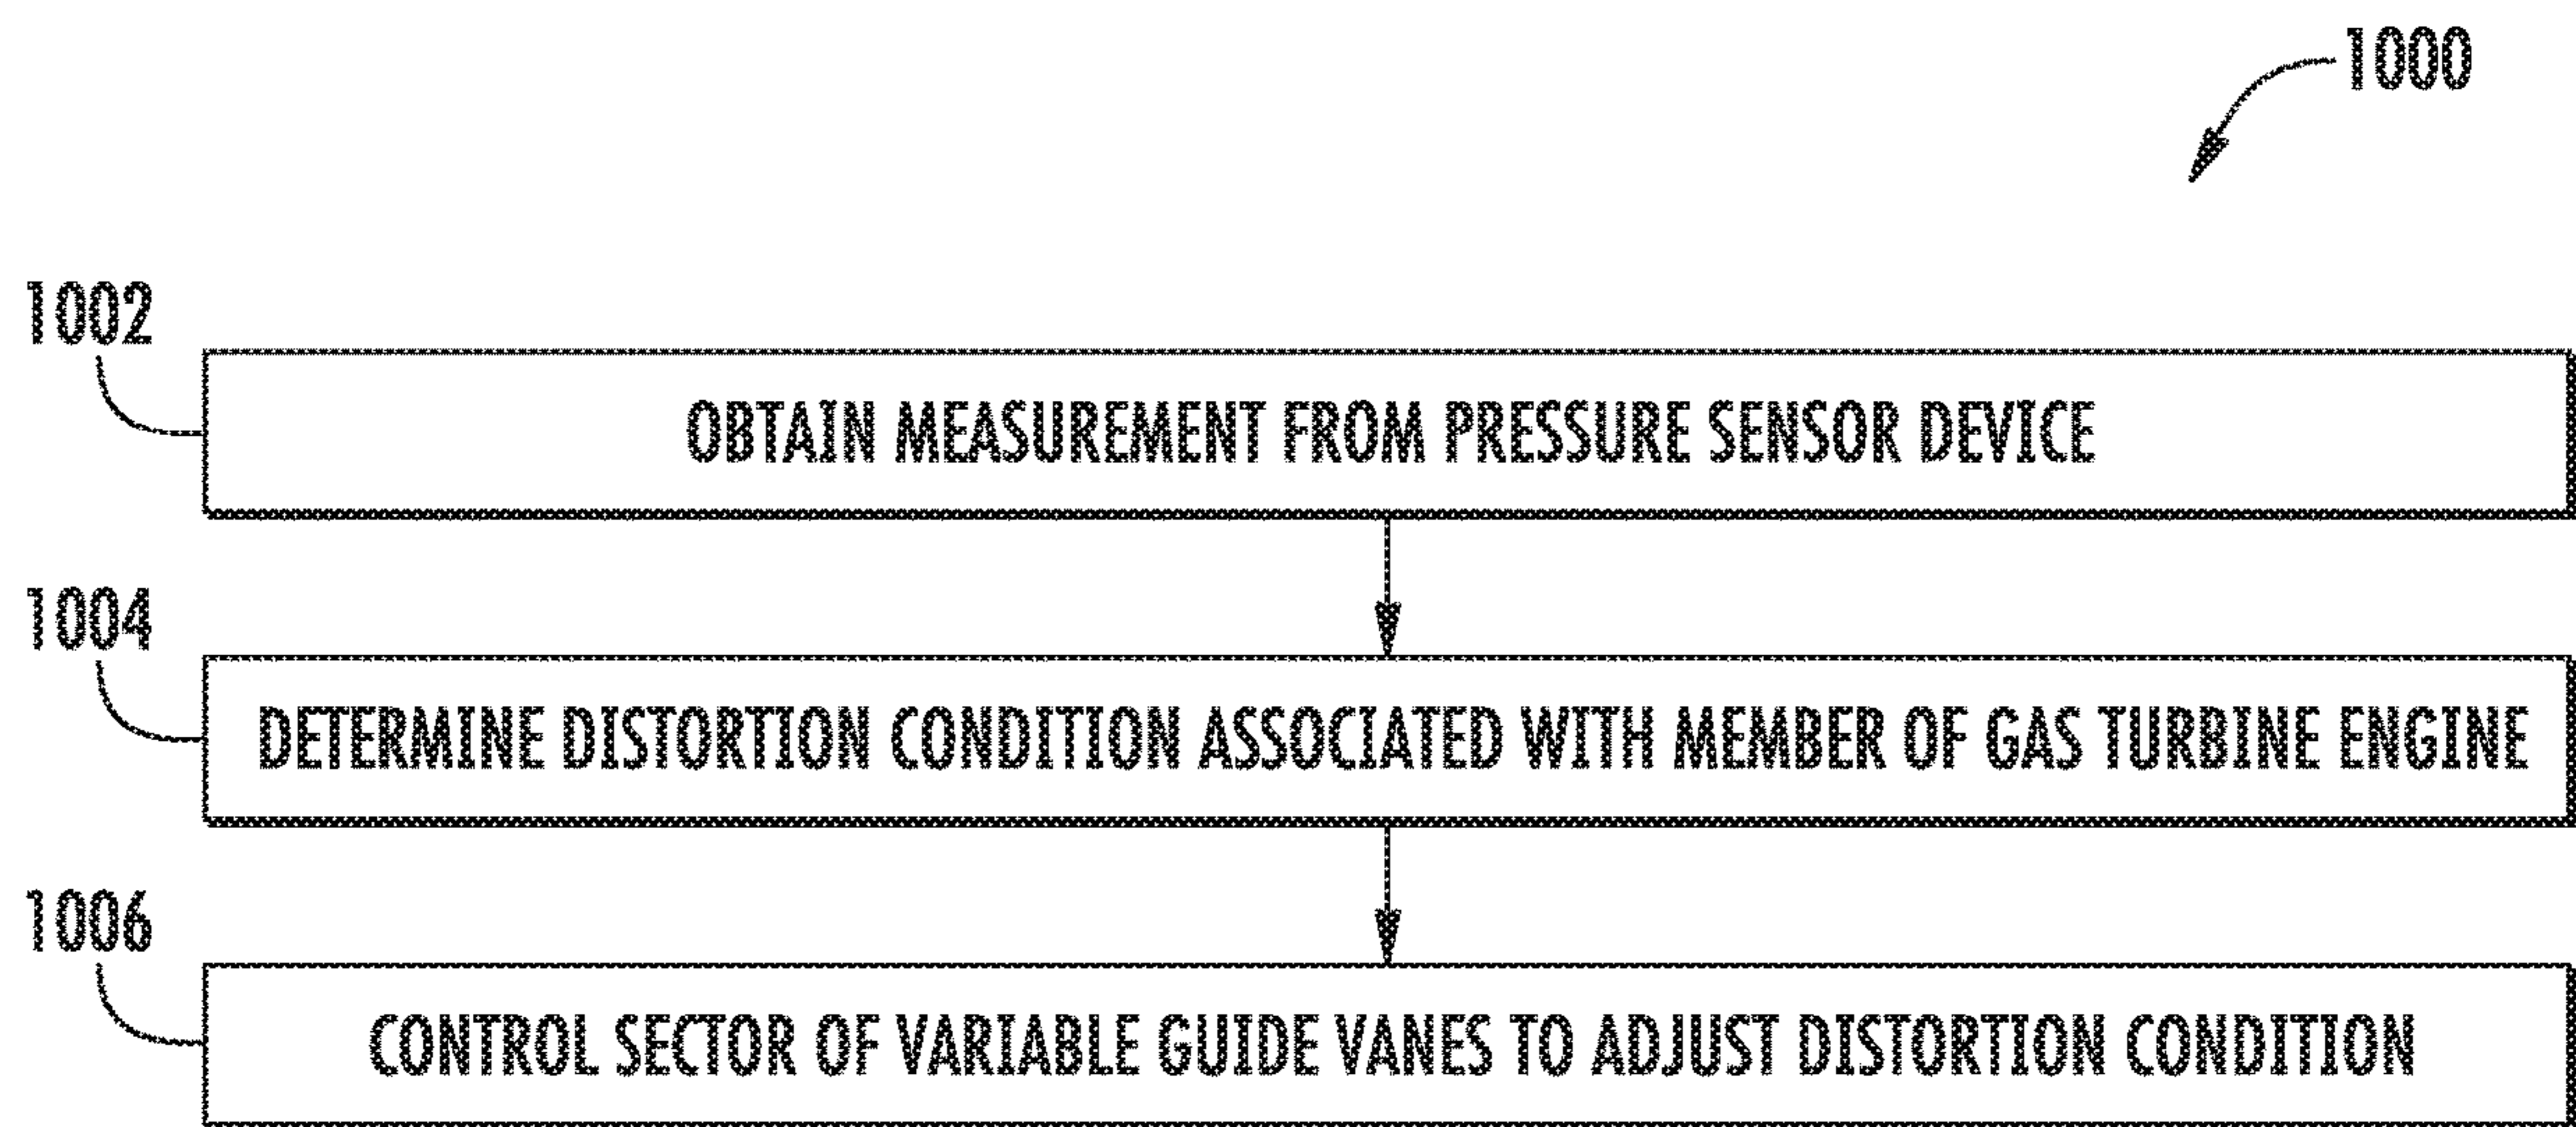 1000
1002
OBTAIN MEASUREMENT FROM PRESSURE SENSOR DEVICE
1004
DETERMINE DISTORTION CONDITION ASSOCIATED WITH MEMBER OF GAS TURBINE ENGINE
1006
CONTROL SECTOR OF VARIABLE GUIDE VANES TO ADJUST DISTORTION CONDITION